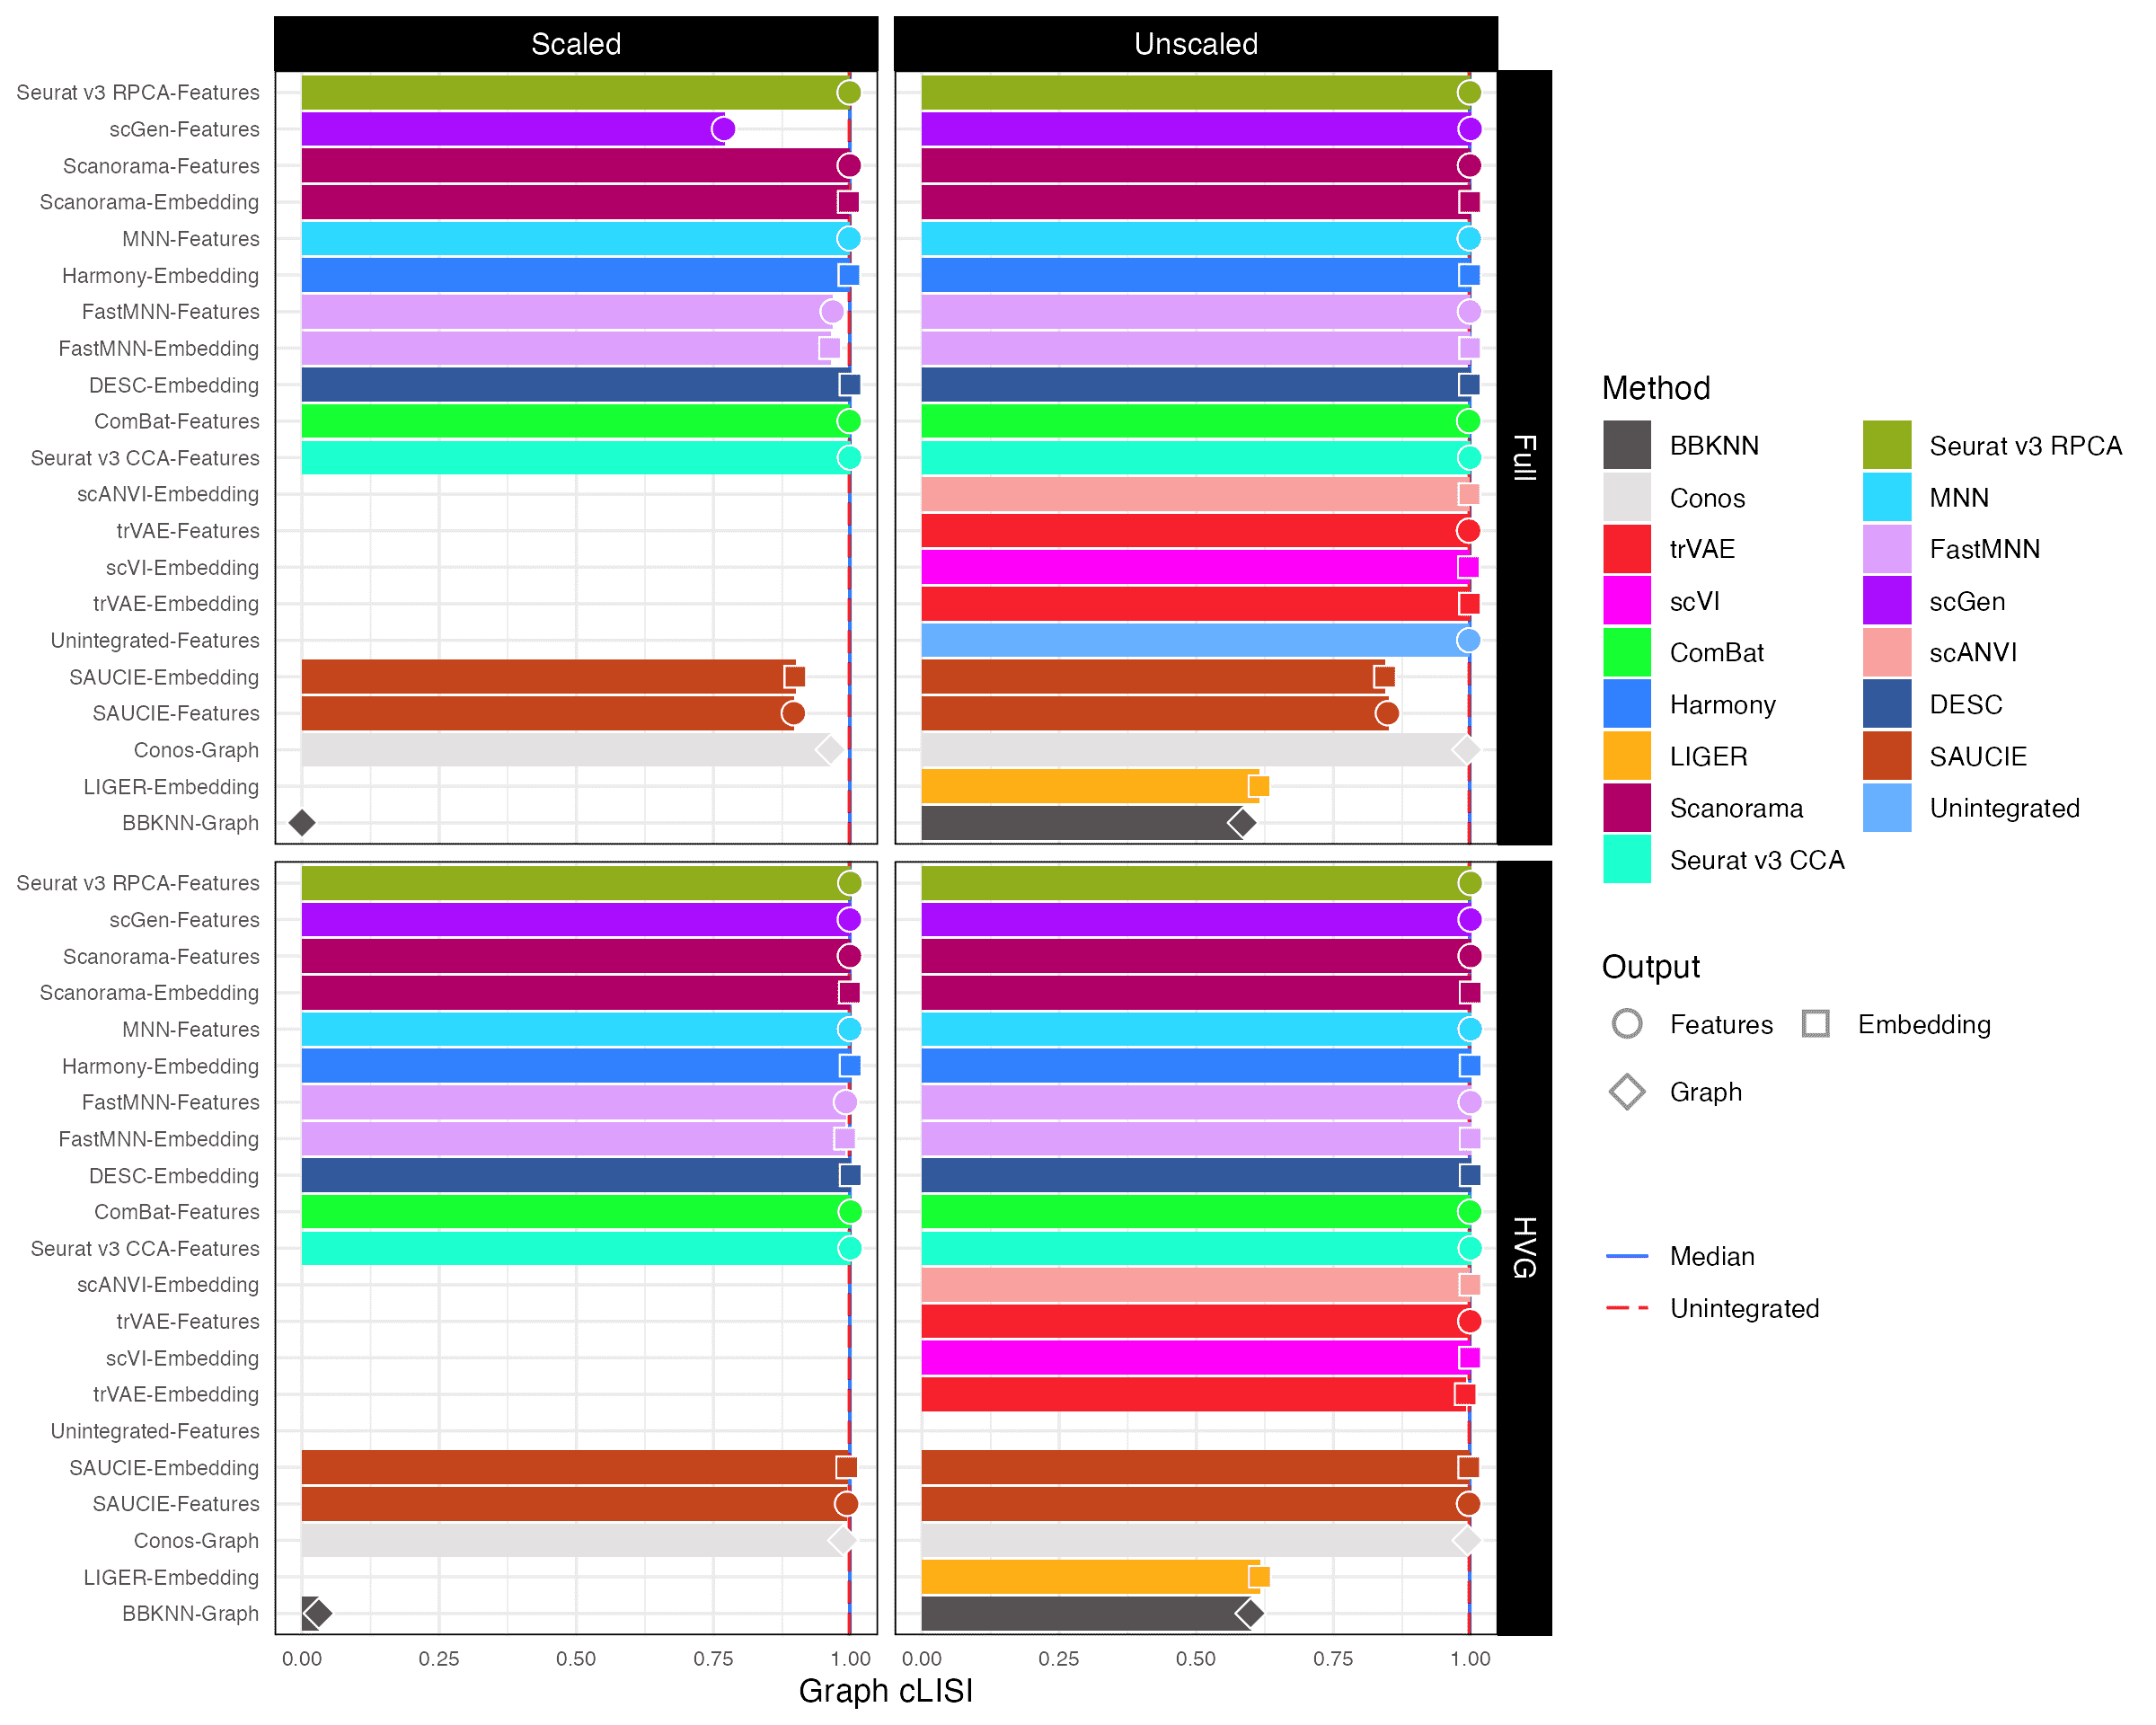 Scaled
Unscaled
Seurat v3 RPCA-Features
scGen-Features
Scanorama-Features
Scanorama-Embedding
MNN-Features
Harmony-Embedding
FastMNN-Features
FastMNN-Embedding
DESC-Embedding
ComBat-Features
Seurat v3 CCA-Features
scANVI-Embedding
trVAE-Features
scVI-Embedding
trVAE-Embedding
Unintegrated-Features
SAUCIE-Embedding
SAUCIE-Features
Conos-Graph
LIGER-Embedding
BBKNN-Graph
Full
Seurat v3 RPCA-Features
scGen-Features
Scanorama-Features
Scanorama-Embedding
MNN-Features
Harmony-Embedding
FastMNN-Features
FastMNN-Embedding
DESC-Embedding
ComBat-Features
Seurat v3 CCA-Features
scANVI-Embedding
trVAE-Features
scVI-Embedding
trVAE-Embedding
Unintegrated-Features
SAUCIE-Embedding
SAUCIE-Features
Conos-Graph
LIGER-Embedding
BBKNN-Graph
HVG
0.00 0.25 0.50 0.75 1.00 0.00 0.25 0.50 0.75 1.00
Graph cLISI
Method
BBKNN
Conos
trVAE
scVI
ComBat
Harmony
LIGER
Scanorama
Seurat v3 CCA
Seurat v3 RPCA
MNN
FastMNN
scGen
scANVI
DESC
SAUCIE
Unintegrated
Output
Features
Embedding
Graph
Median
Unintegrated